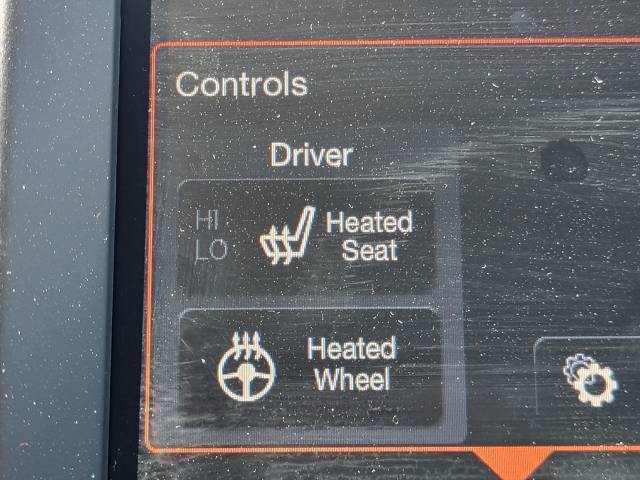 Controls
Driver
HI
LO
Heated
Seat
Heated
Wheel